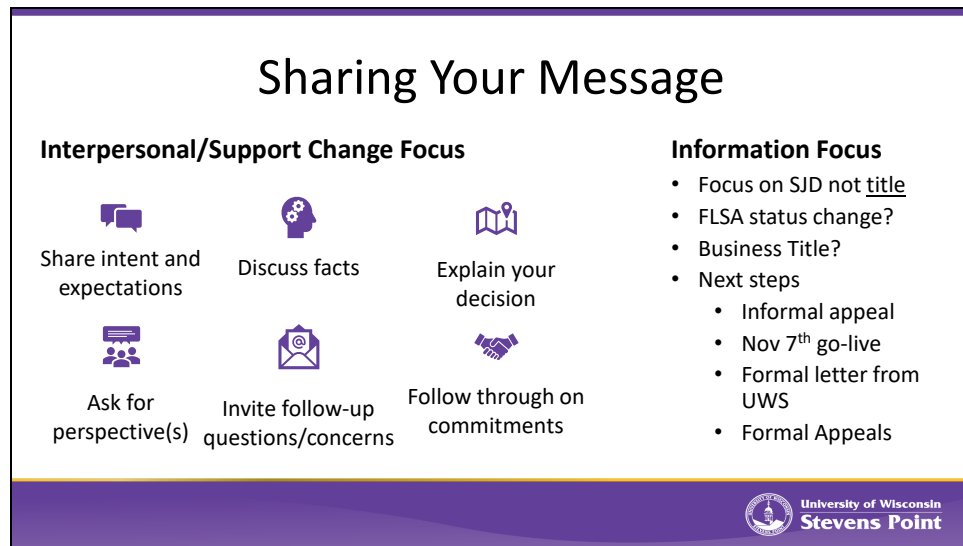 Sharing Your Message
Interpersonal/Support Change Focus
Share intent and
expectations
Discuss facts
Explain your
decision
Ask for
perspective(s)
Invite follow-up
questions/concerns
Follow through on
commitments
Information Focus
• Focus on SJD not title
• FLSA status change?
• Business Title?
• Next steps
• Informal appeal
• Nov 7th go-live
• Formal letter from
UWS
• Formal Appeals
University of Wisconsin
Stevens Point